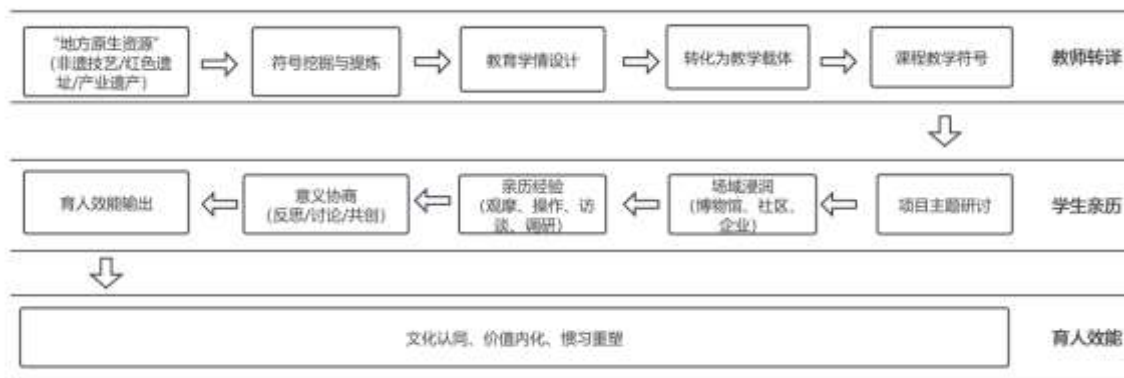 “地方原生资源”
(非遗技艺/红色遗
址/产业遗产)
符号挖掘与提炼
教育学情设计
转化为教学载体
课程教学符号
教师转译
育人效能输出
意义协商
(反思/讨论/共创)
亲历经验
(观摩、操作、访
谈、调研)
场域浸润
(博物馆、社区、
企业)
项目主题研讨
学生亲历
文化认同、价值内化、惯习重塑
育人效能